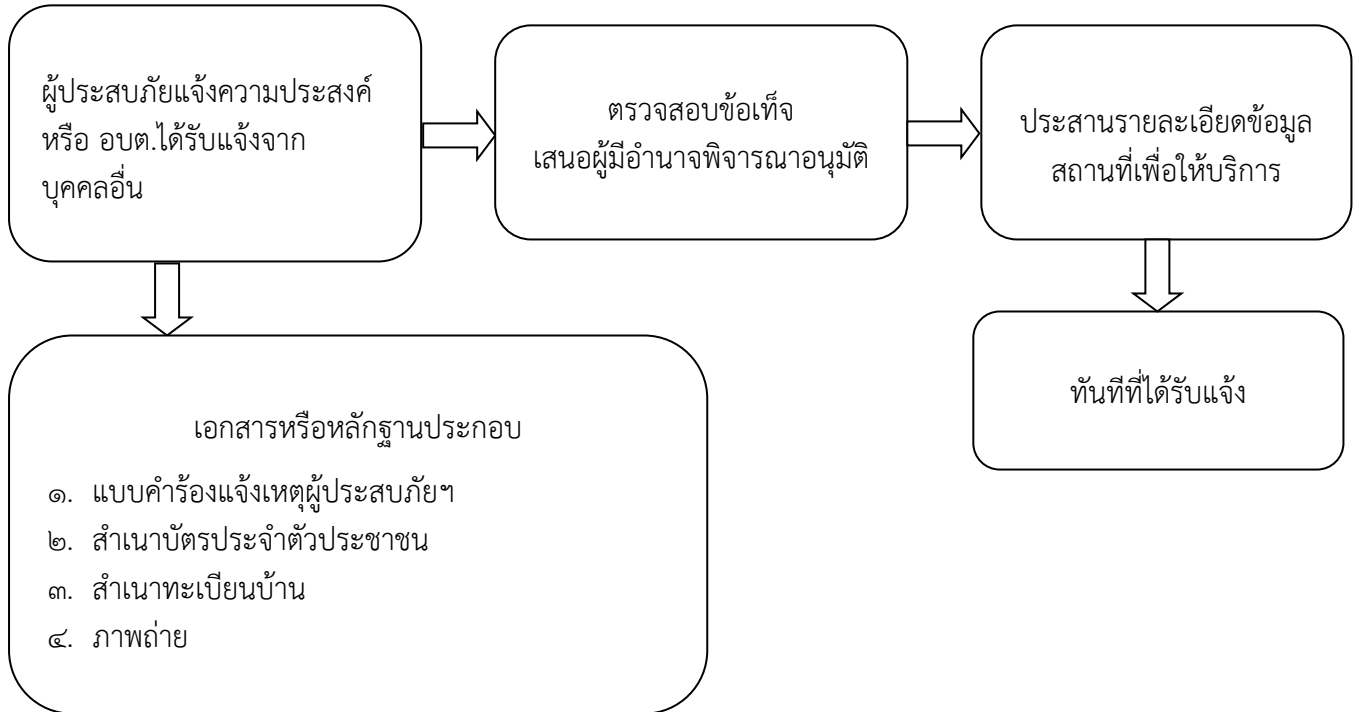 ผู้ประสบภัยแจ้งความประสงค์
หรือ อบต.ได้รับแจ้งจาก
บุคคลอื่น
ตรวจสอบข้อเท็จ
เสนอผู้มีอำนาจพิจารณาอนุมัติ
ประสานรายละเอียดข้อมูล
สถานที่เพื่อให้บริการ
ทันทีที่ได้รับแจ้ง
เอกสารหรือหลักฐานประกอบ
๑. แบบคำร้องแจ้งเหตุผู้ประสบภัยฯ
๒. สำเนาบัตรประจำตัวประชาชน
๓. สำเนาทะเบียนบ้าน
๔. ภาพถ่าย